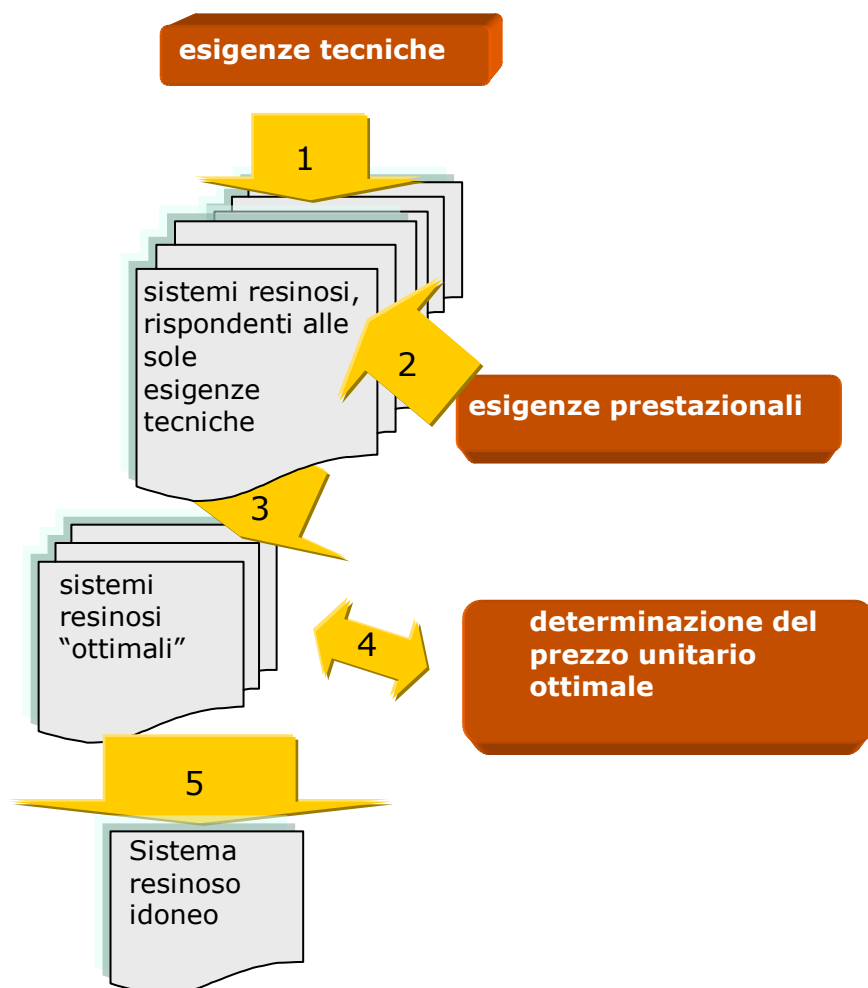 esigenze tecniche
1
sistemi resinosi,
rispondenti alle
sole
esigenze
tecniche
2
esigenze prestazionali
3
sistemi
resinosi
“ottimali”
4
determinazione del
prezzo unitario
ottimale
5
Sistema
resinoso
idoneo